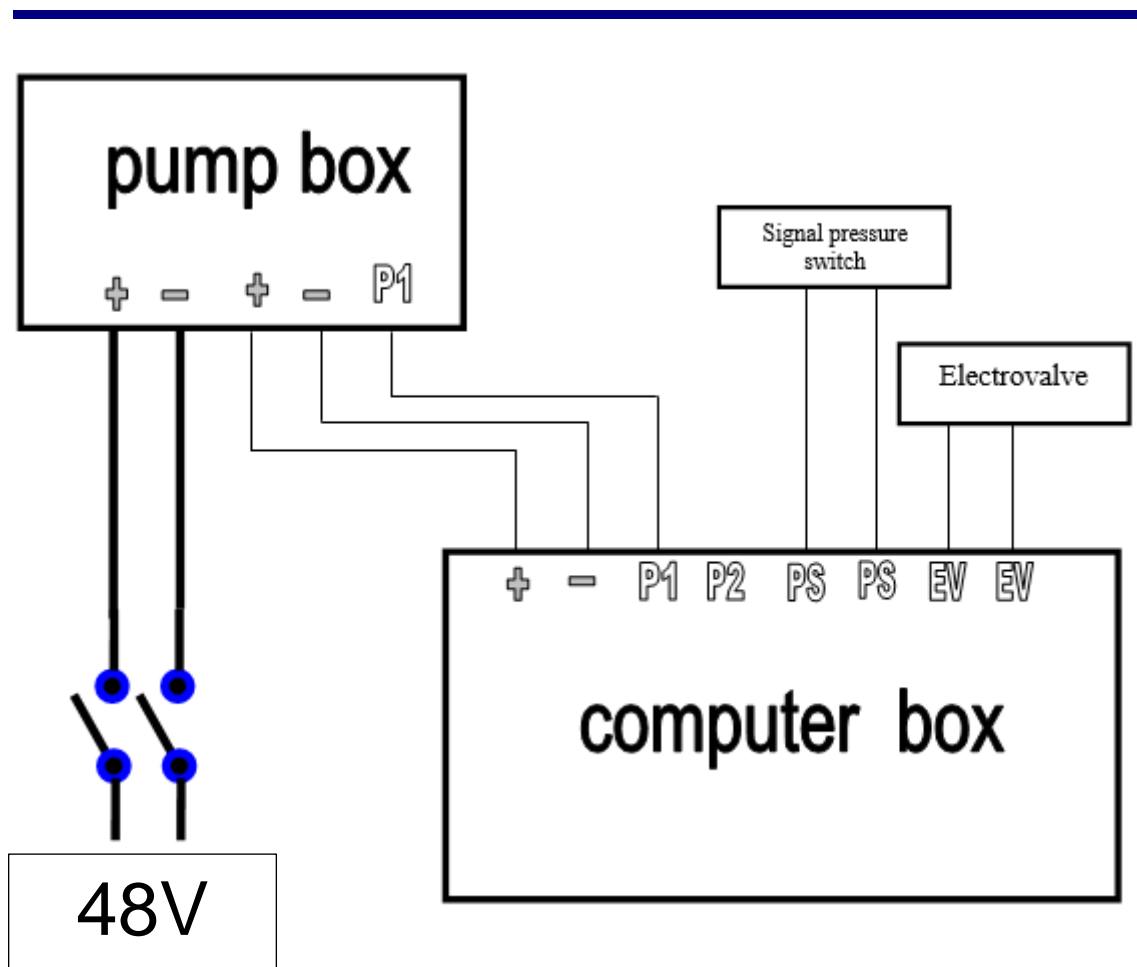 pump box
+ - + - P1
Signal pressure
switch
Electrovalve
+ - P1 P2 PS PS EV EV
computer box
48V